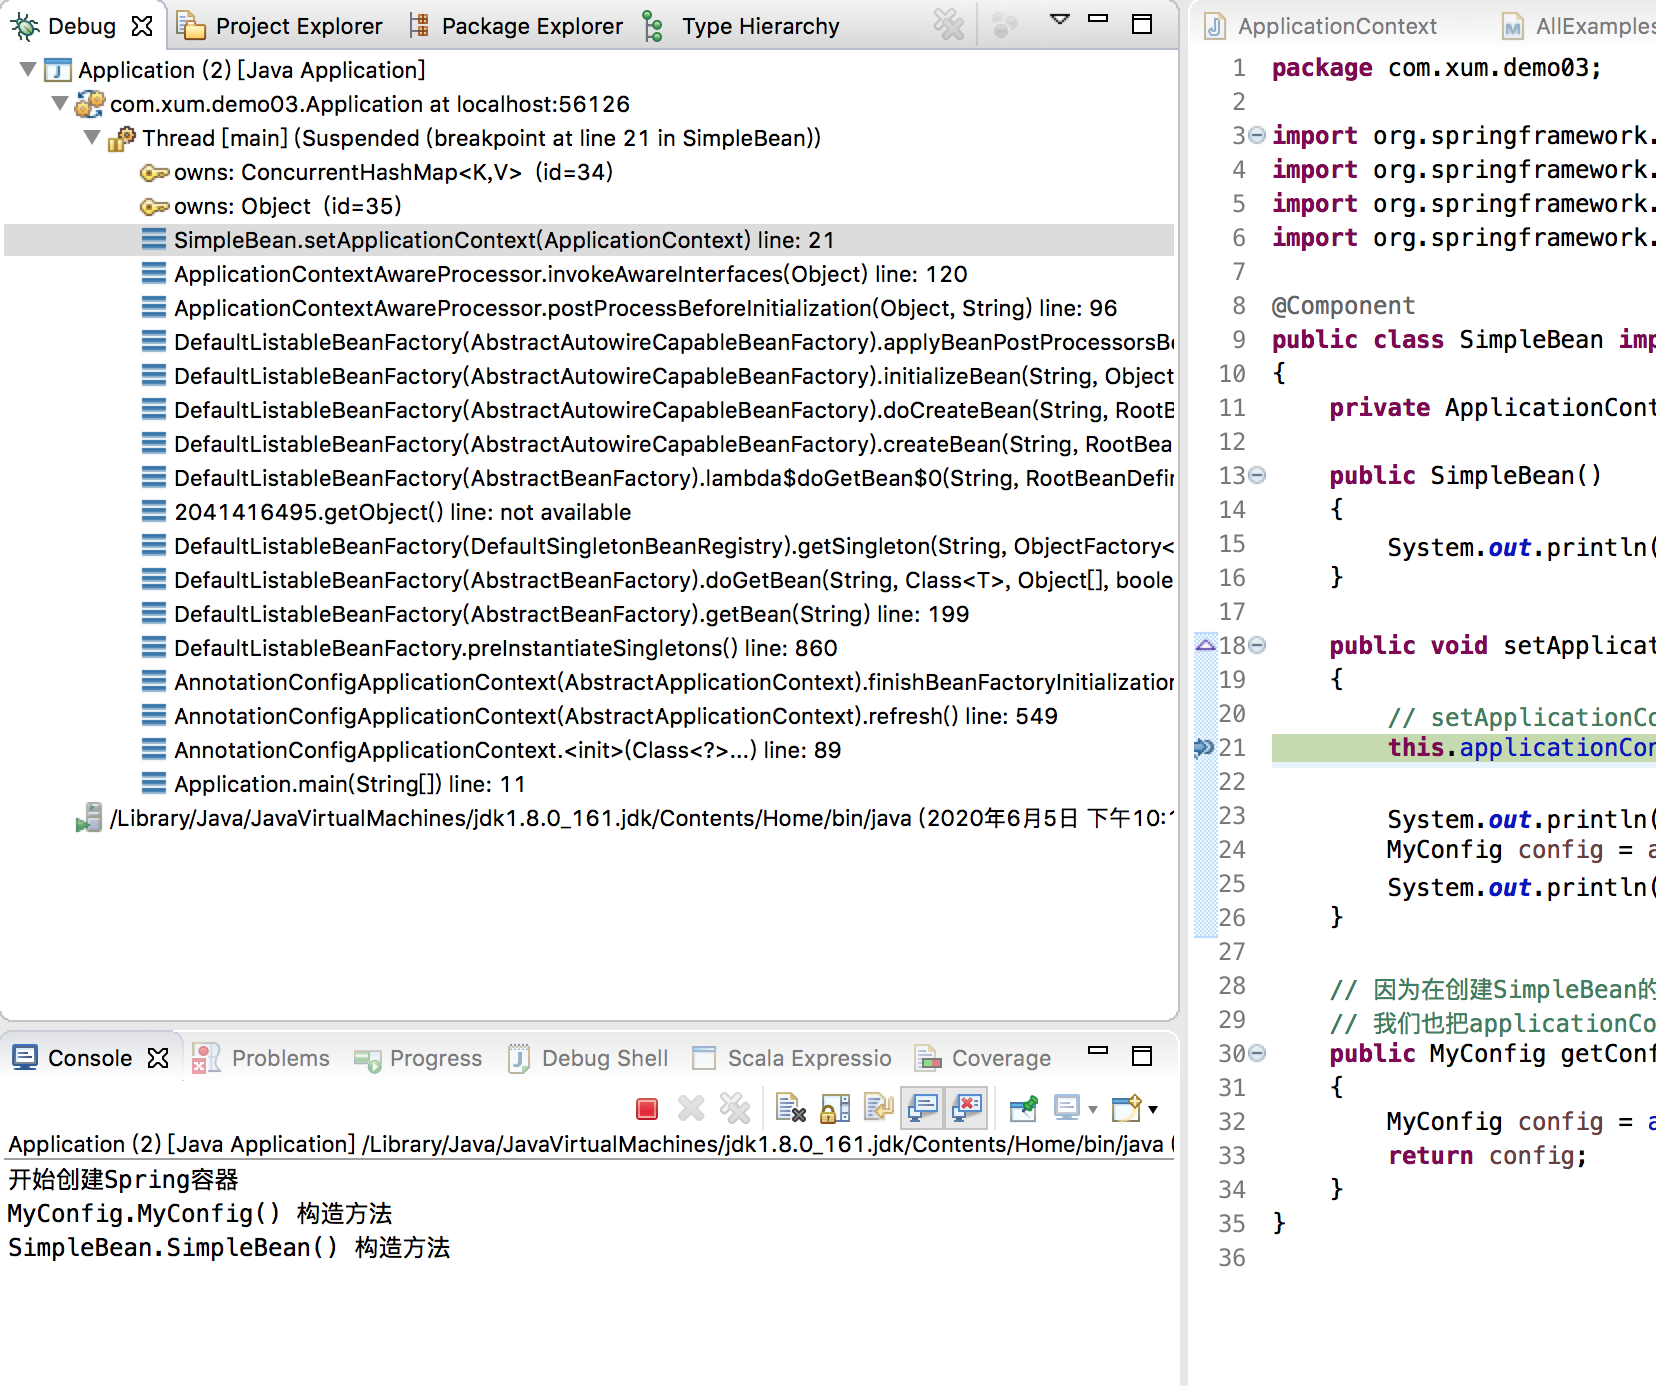 Debug Project Explorer Package Explorer Type Hierarchy
Application (2) [Java Application]
com.xum.demo03.Application at localhost:56126
Thread [main] (Suspended (breakpoint at line 21 in SimpleBean))
owns: ConcurrentHashMap<K,V> (id=34)
owns: Object (id=35)
SimpleBean.setApplicationContext(ApplicationContext) line: 21
ApplicationContextAwareProcessor.invokeAwareInterfaces(Object) line: 120
ApplicationContextAwareProcessor.postProcessBeforeInitialization(Object, String) line: 96
DefaultListableBeanFactory(AbstractAutowireCapableBeanFactory).applyBeanPostProcessorsBe
DefaultListableBeanFactory(AbstractAutowireCapableBeanFactory).initializeBean(String, Object
DefaultListableBeanFactory(AbstractAutowireCapableBeanFactory).doCreateBean(String, RootB
DefaultListableBeanFactory(AbstractAutowireCapableBeanFactory).createBean(String, RootBea
DefaultListableBeanFactory(AbstractBeanFactory).lambda$doGetBean$0(String, RootBeanDefin
2041416495.getObject() line: not available
DefaultListableBeanFactory(DefaultSingletonBeanRegistry).getSingleton(String, ObjectFactory<
DefaultListableBeanFactory(AbstractBeanFactory).doGetBean(String, Class<T>, Object[], boole
DefaultListableBeanFactory(AbstractBeanFactory).getBean(String) line: 199
DefaultListableBeanFactory.preInstantiateSingletons() line: 860
AnnotationConfigApplicationContext(AbstractApplicationContext).finishBeanFactoryInitialization
AnnotationConfigApplicationContext(AbstractApplicationContext).refresh() line: 549
AnnotationConfigApplicationContext.<init>(Class<?>...) line: 89
Application.main(String[]) line: 11
/Library/Java/JavaVirtualMachines/jdk1.8.0_161.jdk/Contents/Home/bin/java (2020年6月5日 下午10:1
Console Problems Progress Debug Shell Scala Expressio Coverage
Application (2) [Java Application] /Library/Java/JavaVirtualMachines/jdk1.8.0_161.jdk/Contents/Home/bin/java (
开始创建Spring容器
MyConfig.MyConfig() 构造方法
SimpleBean.SimpleBean() 构造方法
ApplicationContext AllExamples
1 package com.xum.demo03;
2
3 import org.springframework.
4 import org.springframework.
5 import org.springframework.
6 import org.springframework.
7
8 @Component
9 public class SimpleBean imp
10 {
11 private ApplicationCont
12
13 public SimpleBean()
14 {
15 System.out.println(
16 }
17
18 public void setApplicat
19 {
20 // setApplicationCo
21 this.applicationCon
22
23 System.out.println(
24 MyConfig config = a
25 System.out.println(
26 }
27
28 // 因为在创建SimpleBean的
29 // 我们也把applicationCo
30 public MyConfig getConf
31 {
32 MyConfig config = a
33 return config;
34 }
35 }
36